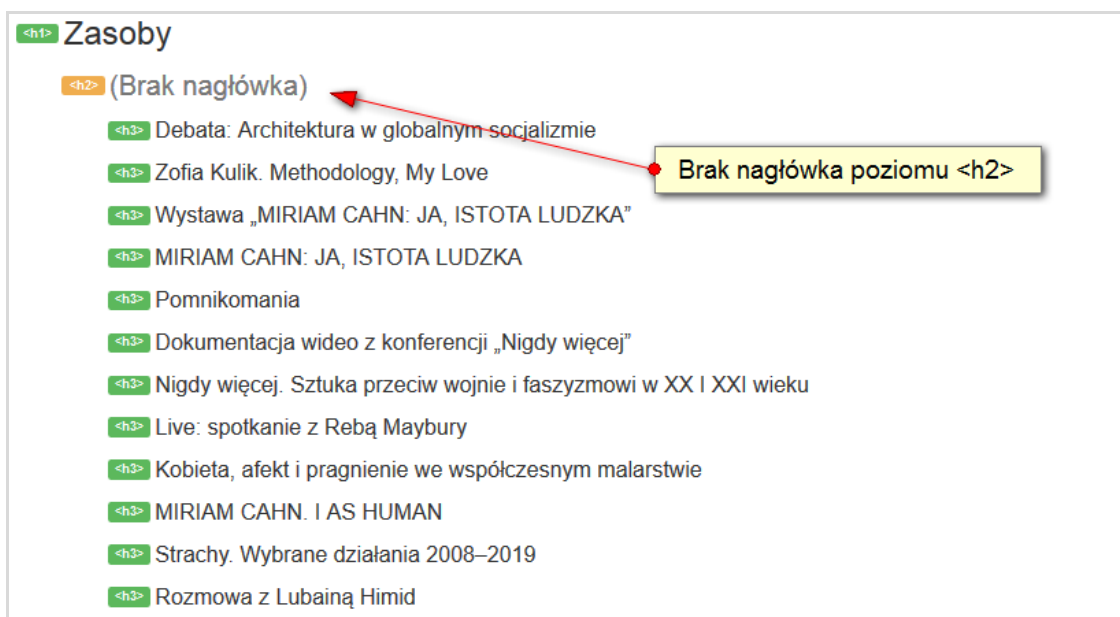 <h1> Zasoby
<h2> (Brak nagłówka)
<h3> Debata: Architektura w globalnym socjalizmie
Brak nagłówka poziomu <h2>
<h3> Zofia Kulik. Methodology, My Love
<h3> Wystawa „MIRIAM CAHN: JA, ISTOTA LUDZKA”
<h3> MIRIAM CAHN: JA, ISTOTA LUDZKA
<h3> Pomnikomania
<h3> Dokumentacja wideo z konferencji „Nigdy więcej”
<h3> Nigdy więcej. Sztuka przeciw wojnie i faszyzmowi w XX I XXI wieku
<h3> Live: spotkanie z Rebą Maybury
<h3> Kobieta, afekt i pragnienie we współczesnym malarstwie
<h3> MIRIAM CAHN. I AS HUMAN
<h3> Strachy. Wybrane działania 2008–2019
<h3> Rozmowa z Lubainą Himid